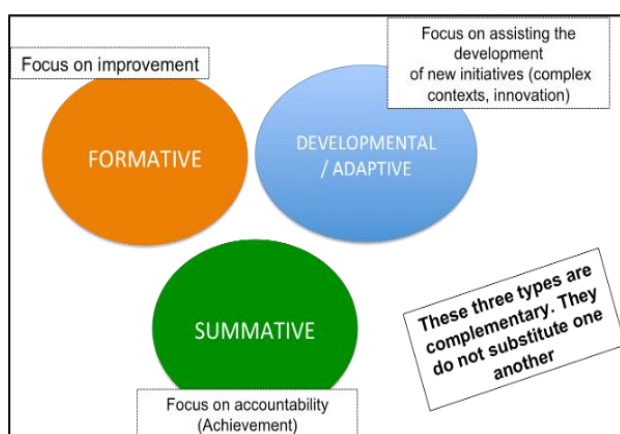 Focus on improvement
Focus on assisting the
development
of new initiatives (complex
contexts, innovation)
FORMATIVE
DEVELOPMENTAL
/ ADAPTIVE
SUMMATIVE
These three types are
complementary. They
do not substitute one
another
Focus on accountability
(Achievement)